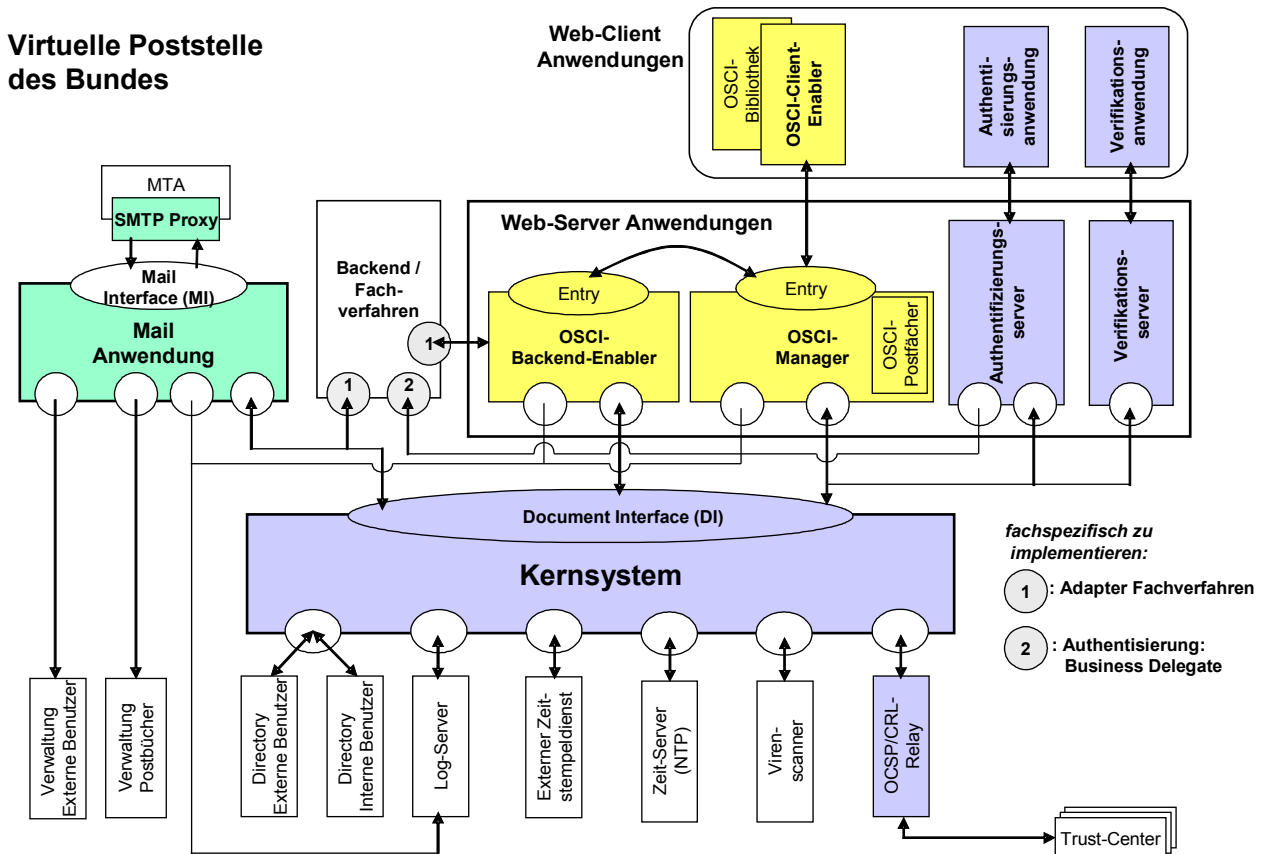 Virtuelle Poststelle
des Bundes
Web-Client
Anwendungen
OSCI-
Bibliothek
OSCI-Client-
Enabler
Authenti-
sierungs-
anwendung
Verifikations-
anwendung
MTA
SMTP Proxy
Mail
Interface (MI)
Mail
Anwendung
Backend /
Fach-
verfahren
1
1
2
Web-Server Anwendungen
Entry
OSCI-
Backend-Enabler
Entry
OSCI-
Manager
OSCI-
Postfächer
Authentifizierungs-
server
Verifikations-
server
Document Interface (DI)
Kernsystem
fachspezifisch zu
implementieren:
1 : Adapter Fachverfahren
2 : Authentisierung:
Business Delegate
Verwaltung
Externe Benutzer
Verwaltung
Postbücher
Directory
Externe Benutzer
Directory
Interne Benutzer
Log-Server
Externer Zeit-
stempeldienst
Zeit-Server
(NTP)
Viren-
scanner
OCSP/CRL-
Relay
Trust-Center